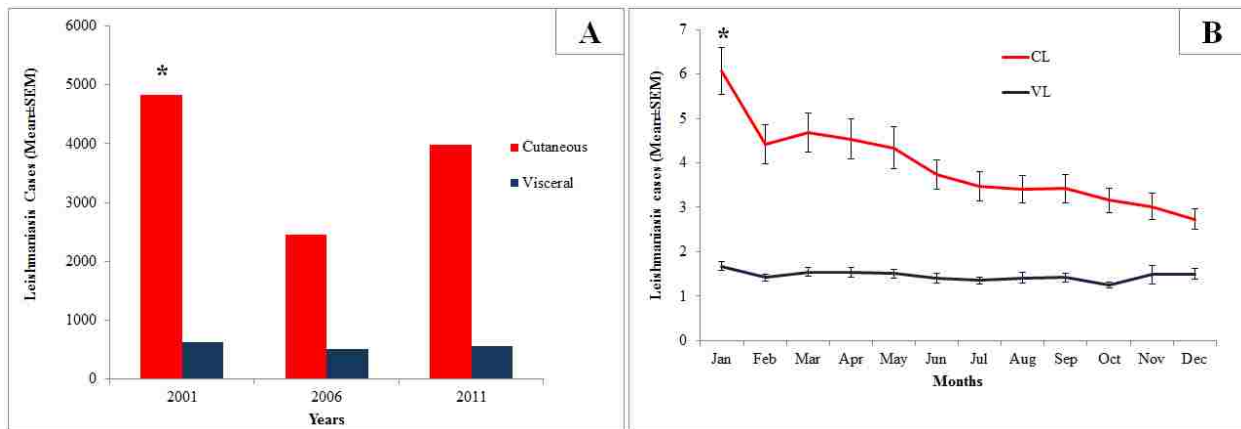 A
Leishmaniasis Cases (Mean±SEM)
6000
5000
4000
3000
2000
1000
0
*
Cutaneous
Visceral
2001 2006 2011
Years
B
Leishmaniasis cases (Mean±SEM)
7
6
5
4
3
2
1
0
*
CL
VL
Jan Feb Mar Apr May Jun Jul Aug Sep Oct Nov Dec
Months